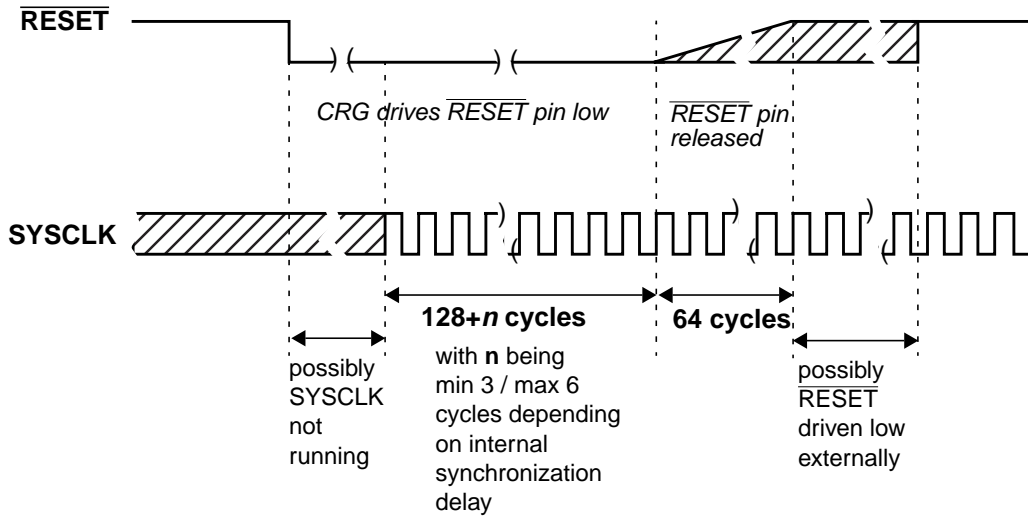 RESET
CRG drives RESET pin low
RESET pin
released
SYSCLK
128+n cycles
with n being
min 3 / max 6
cycles depending
on internal
synchronization
delay
64 cycles
possibly
SYSCLK
not
running
possibly
RESET
driven low
externally